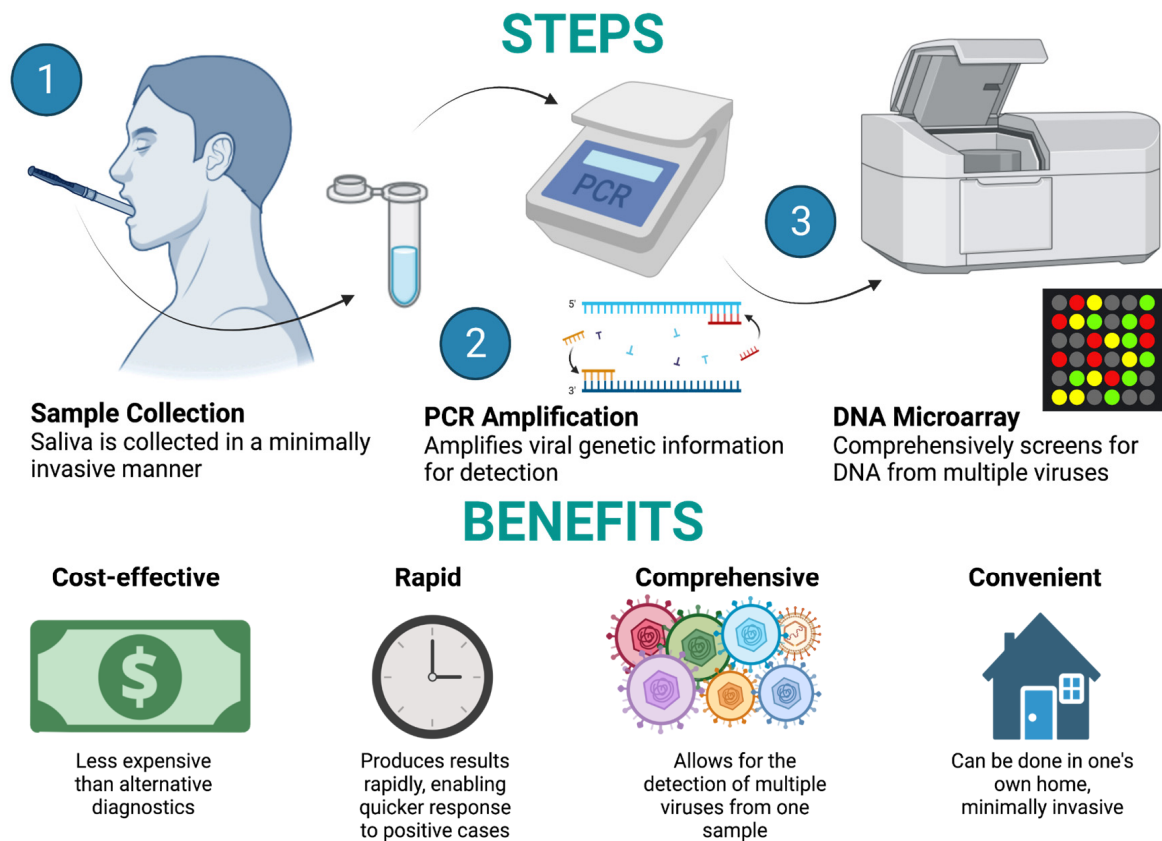 STEPS
1
PCR
3
2
5'
3'
Sample Collection
Saliva is collected in a minimally
invasive manner
PCR Amplification
Amplifies viral genetic information
for detection
DNA Microarray
Comprehensively screens for
DNA from multiple viruses
BENEFITS
Cost-effective
$
Less expensive
than alternative
diagnostics
Rapid
Produces results
rapidly, enabling
quicker response
to positive cases
Comprehensive
Allows for the
detection of multiple
viruses from one
sample
Convenient
Can be done in one's
own home,
minimally invasive